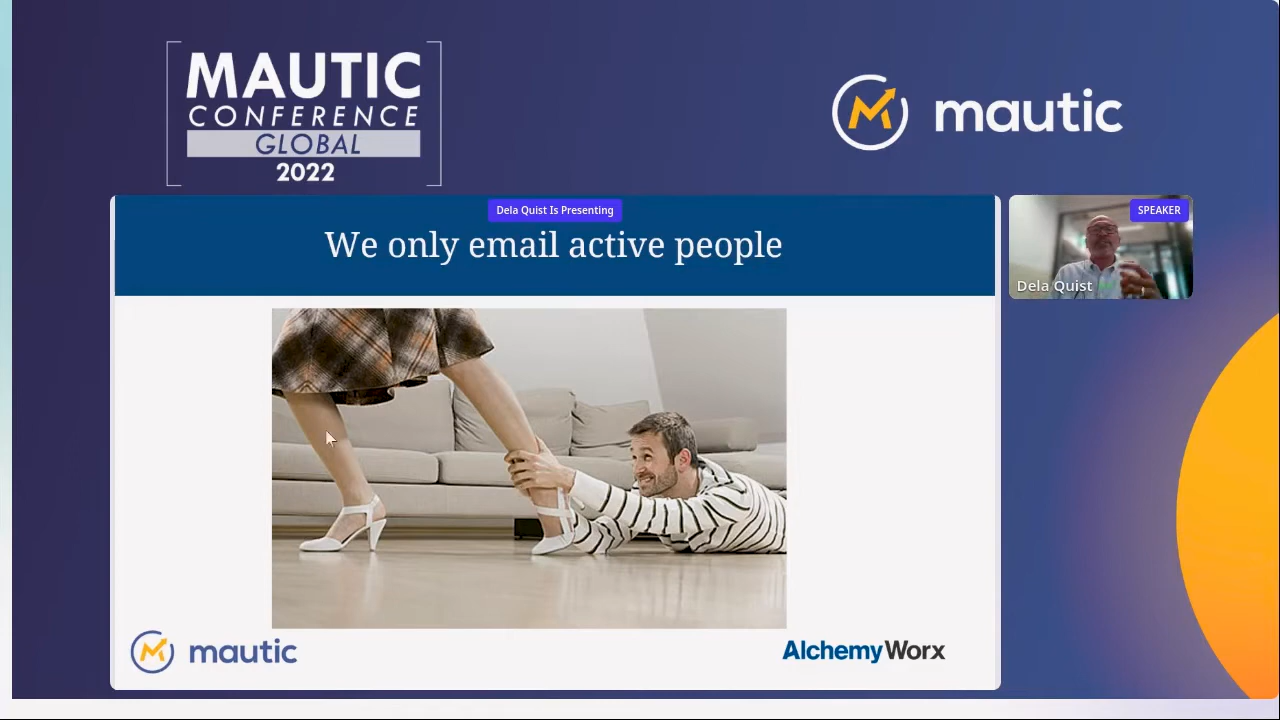 MAUTIC
CONFERENCE
GLOBAL
2022
mautic
Dela Quist Is Presenting
We only email active people
SPEAKER
Dela Quist
mautic
AlchemyWorx